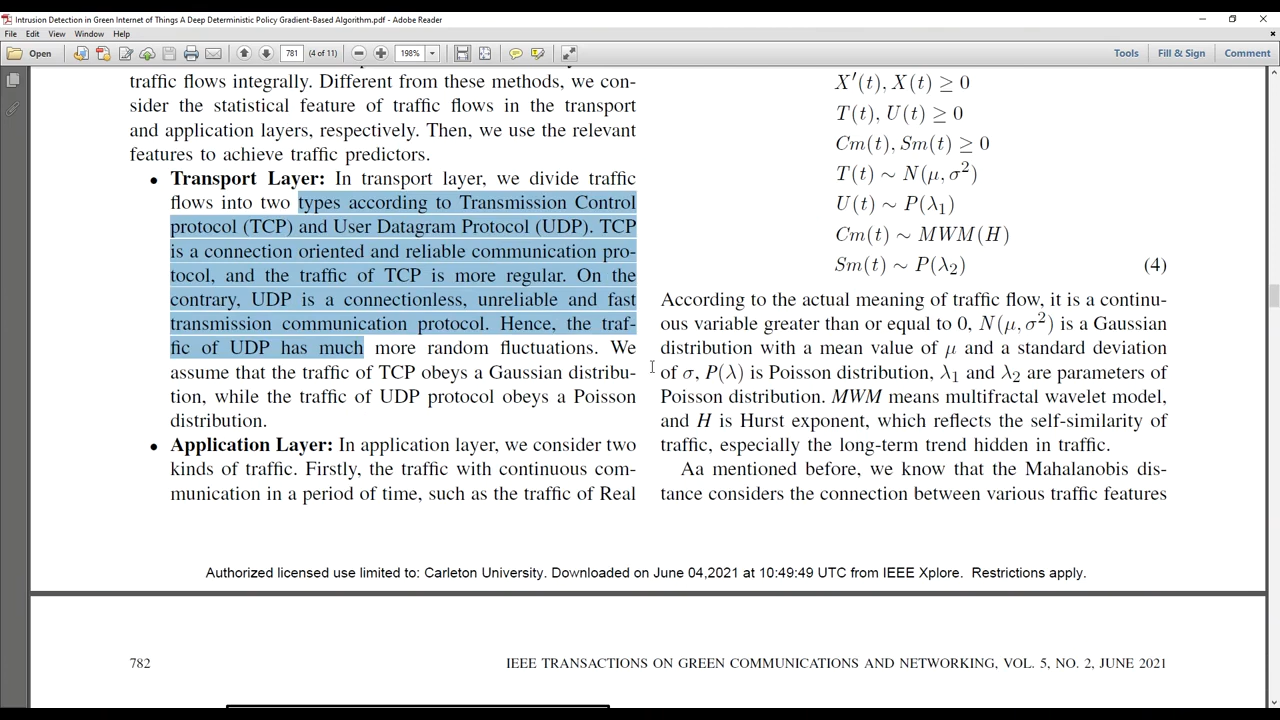 Intrusion Detection in Green Internet of Things A Deep Deterministic Policy Gradient-Based Algorithm.pdf - Adobe Reader
File Edit View Window Help
Open 781 (4 of 11) 198% Tools Fill & Sign Comment
traffic flows integrally. Different from these methods, we con-
sider the statistical feature of traffic flows in the transport
and application layers, respectively. Then, we use the relevant
features to achieve traffic predictors.
• Transport Layer: In transport layer, we divide traffic
flows into two types according to Transmission Control
protocol (TCP) and User Datagram Protocol (UDP). TCP
is a connection oriented and reliable communication pro-
tocol, and the traffic of TCP is more regular. On the
contrary, UDP is a connectionless, unreliable and fast
transmission communication protocol. Hence, the traf-
fic of UDP has much more random fluctuations. We
assume that the traffic of TCP obeys a Gaussian distribu-
tion, while the traffic of UDP protocol obeys a Poisson
distribution.
• Application Layer: In application layer, we consider two
kinds of traffic. Firstly, the traffic with continuous com-
munication in a period of time, such as the traffic of Real
X′(t), X(t) ≥ 0
T(t), U(t) ≥ 0
Cm(t), Sm(t) ≥ 0
T(t) ∼ N(μ, σ²)
U(t) ∼ P(λ₁)
Cm(t) ∼ MWM(H)
Sm(t) ∼ P(λ₂) (4)
According to the actual meaning of traffic flow, it is a continu-
ous variable greater than or equal to 0, N(μ, σ²) is a Gaussian
distribution with a mean value of μ and a standard deviation
of σ, P(λ) is Poisson distribution, λ₁ and λ₂ are parameters of
Poisson distribution. MWM means multifractal wavelet model,
and H is Hurst exponent, which reflects the self-similarity of
traffic, especially the long-term trend hidden in traffic.
Aa mentioned before, we know that the Mahalanobis dis-
tance considers the connection between various traffic features
Authorized licensed use limited to: Carleton University. Downloaded on June 04,2021 at 10:49:49 UTC from IEEE Xplore. Restrictions apply.
782 IEEE TRANSACTIONS ON GREEN COMMUNICATIONS AND NETWORKING, VOL. 5, NO. 2, JUNE 2021